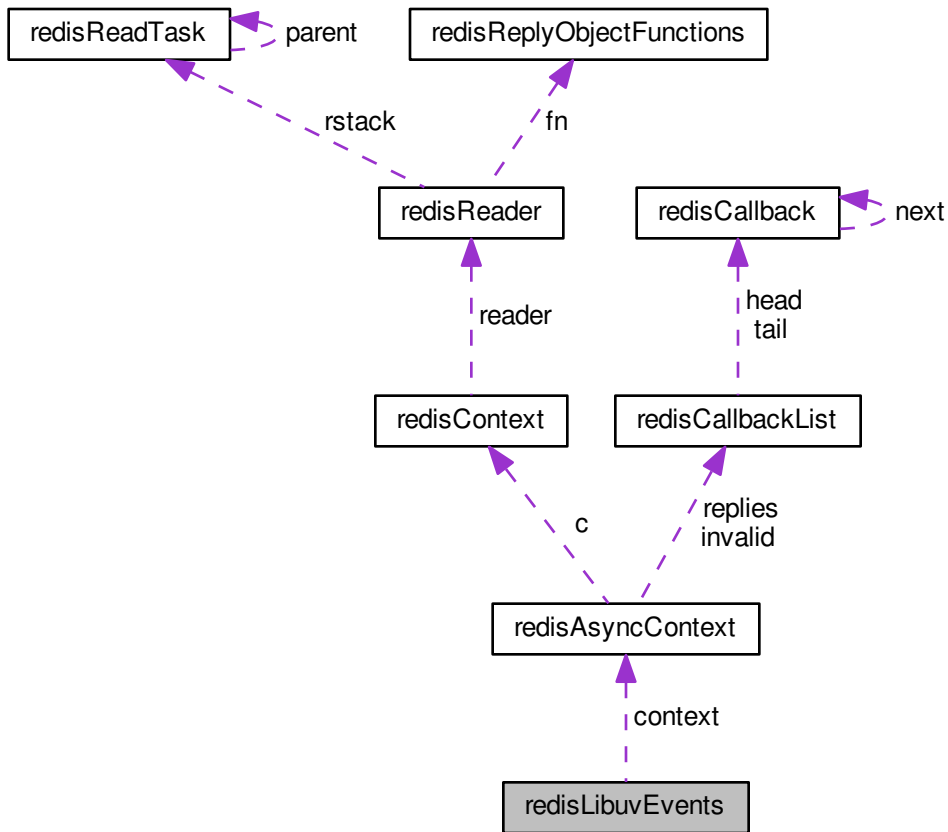 redisReadTask
parent
redisReplyObjectFunctions
rstack
fn
redisReader
redisCallback
next
reader
head
tail
redisContext
redisCallbackList
c
replies
invalid
redisAsyncContext
context
redisLibuvEvents